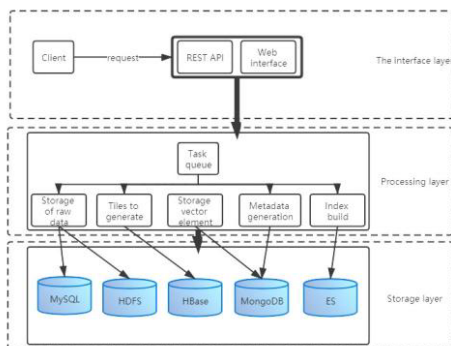 Client
request
REST API
Web
interface
The Interface layer
Task
queue
Processing layer
Storage
of raw
data
Tiles to
generate
Storage
vector
element
Metadata
generation
Index
build
MySQL
HDFS
HBase
MongoDB
ES
Storage layer